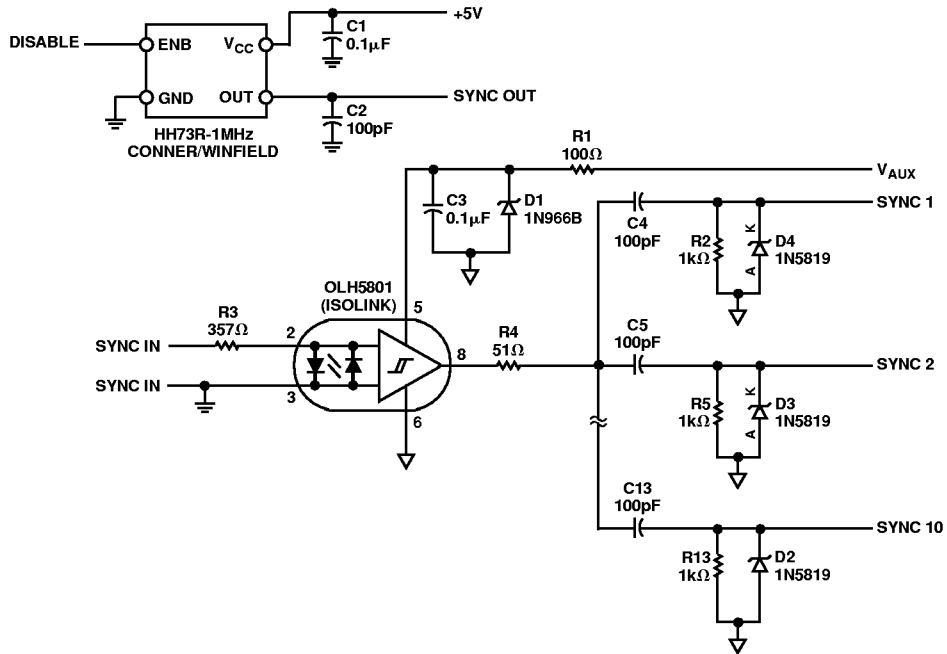 DISABLE
ENB
VCC
GND
OUT
C1
0.1μF
+5V
C2
100pF
SYNC OUT
HH73R-1MHz
CONNER/WINFIELD
R1
100Ω
VAUX
C3
0.1μF
D1
1N966B
C4
100pF
SYNC 1
R2
1kΩ
K
A
D4
1N5819
OLH5801
(ISOLINK)
5
R3
357Ω
SYNC IN
2
SYNC IN
3
8
6
R4
51Ω
C5
100pF
SYNC 2
R5
1kΩ
K
A
D3
1N5819
C13
100pF
SYNC 10
R13
1kΩ
D2
1N5819